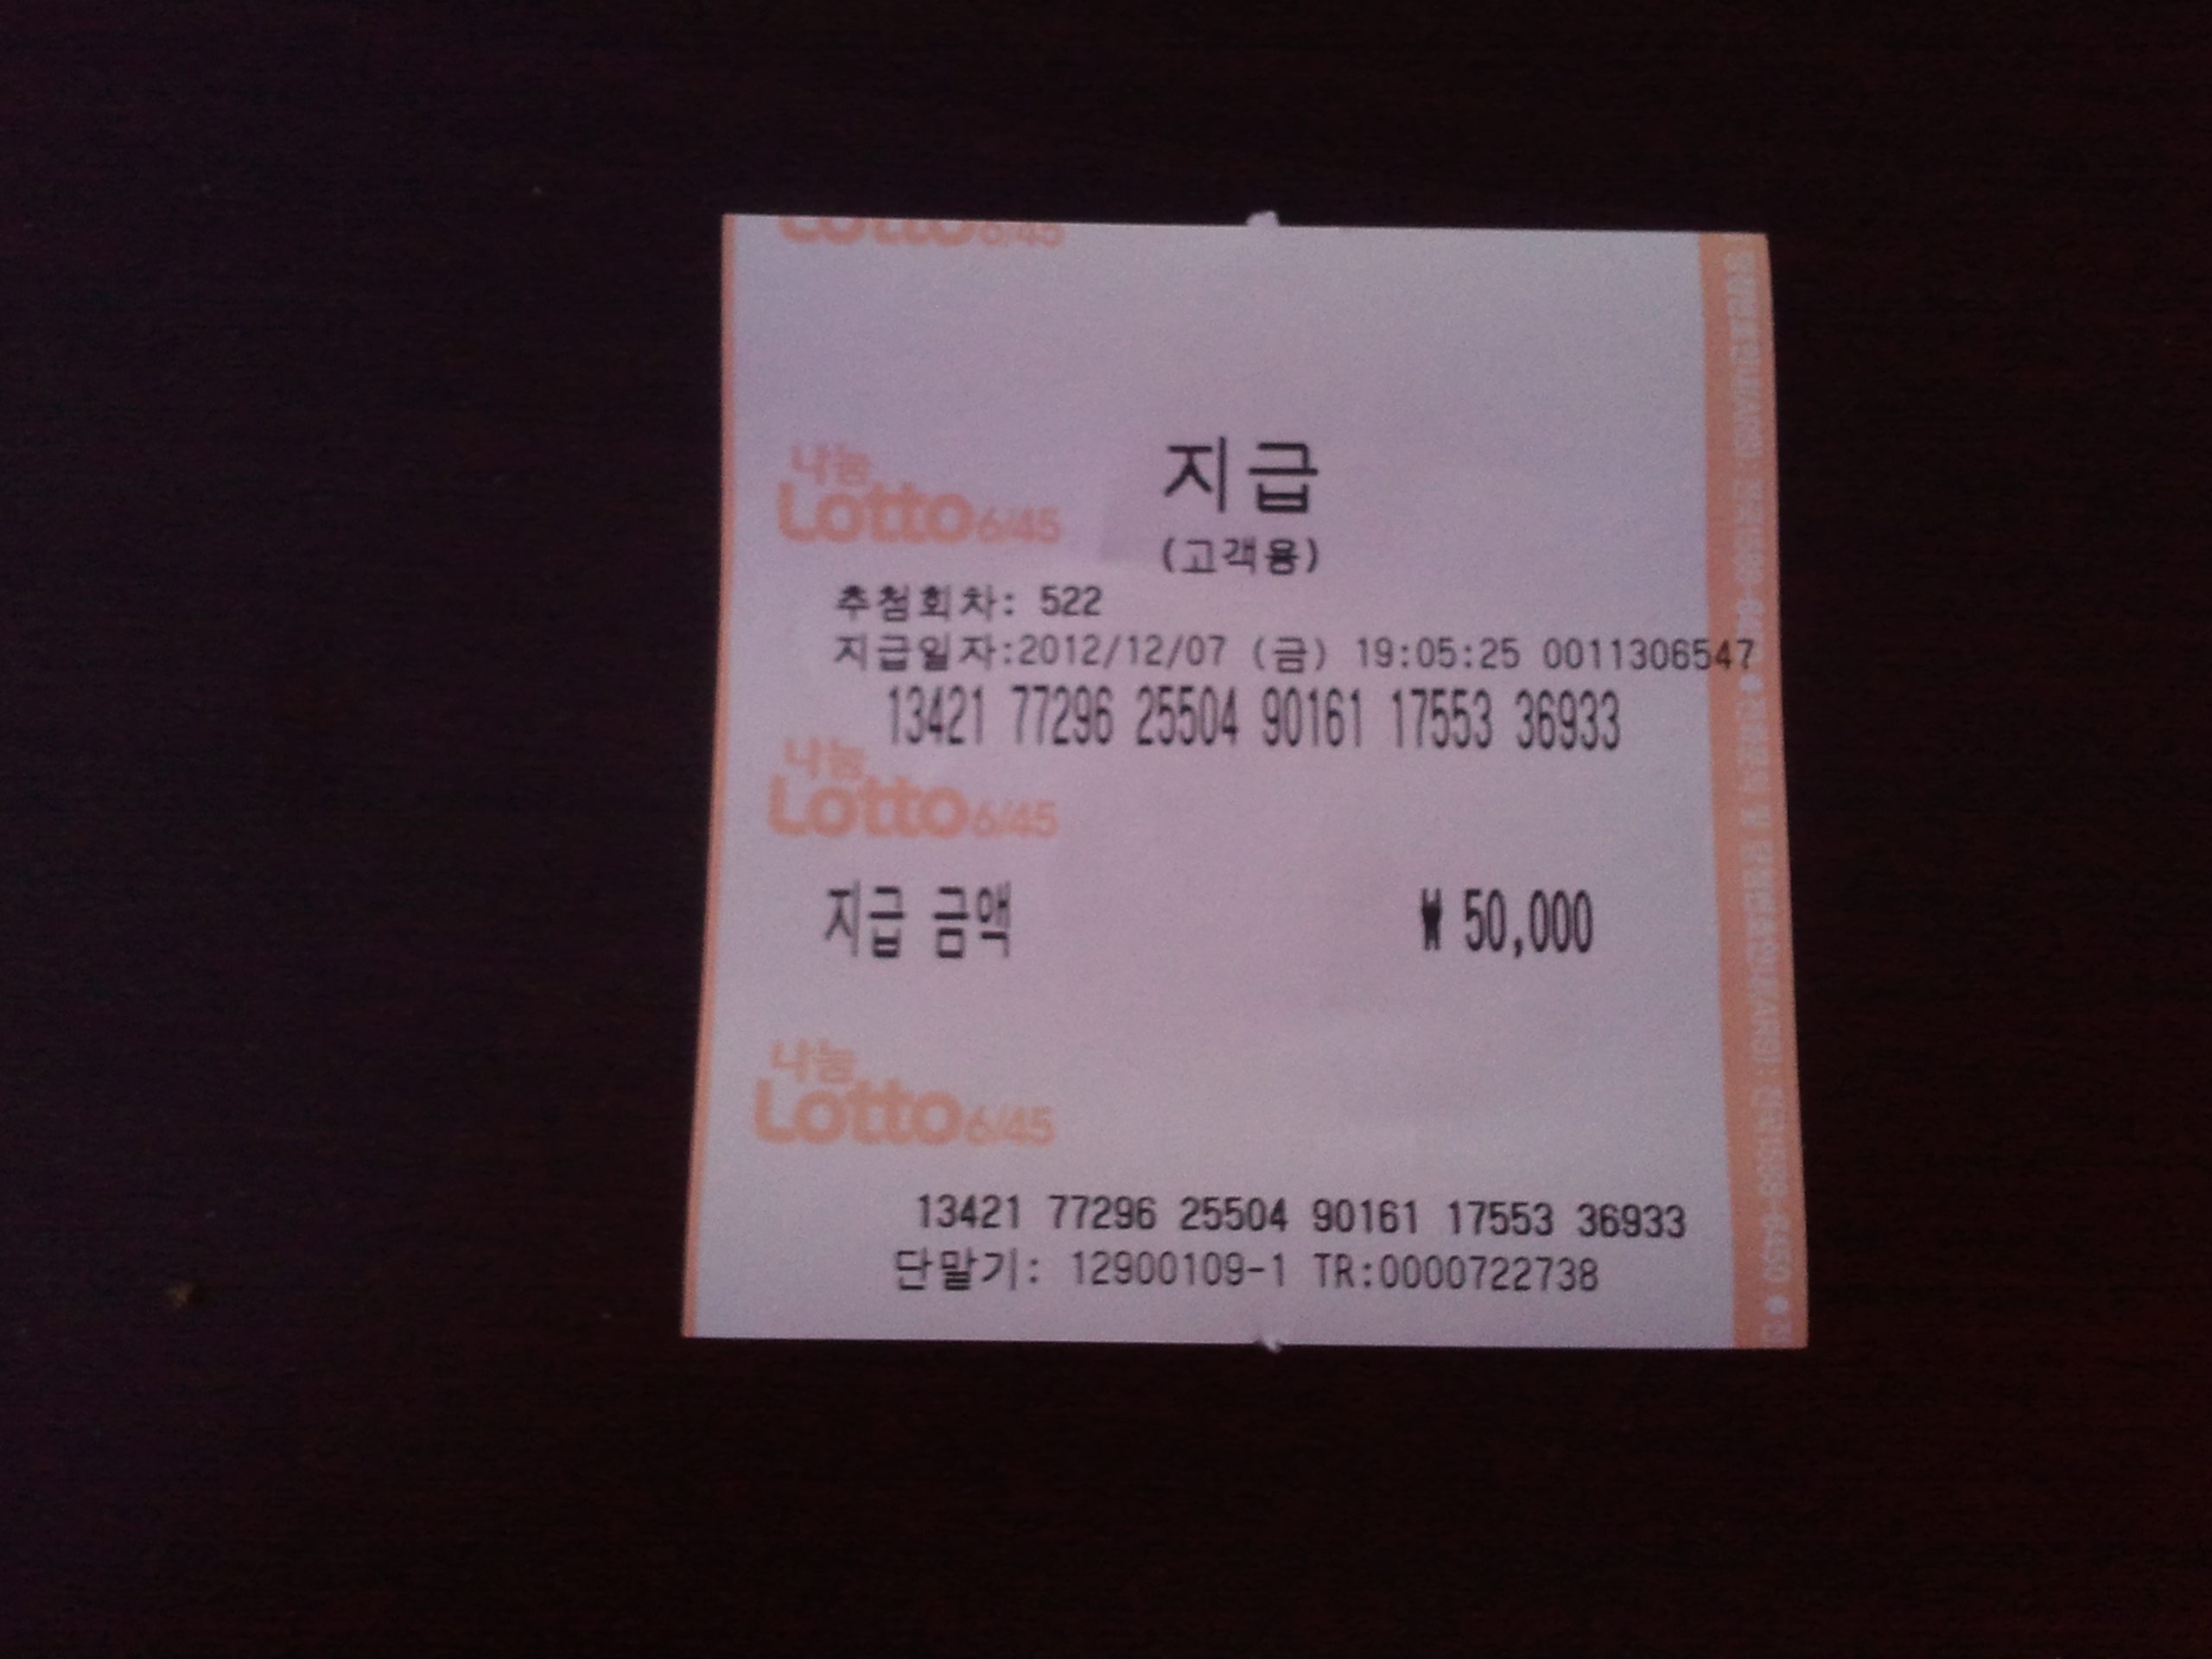 Lotto 6/45
지급
나눔
Lotto 6/45
(고객용)
추첨회차: 522
지급일자:2012/12/07 (금) 19:05:25 0011306547
13421 77296 25504 90161 17553 36933
나눔
Lotto 6/45
지급 금액 ₩ 50,000
나눔
Lotto 6/45
13421 77296 25504 90161 17553 36933
단말기: 12900109-1 TR:0000722738